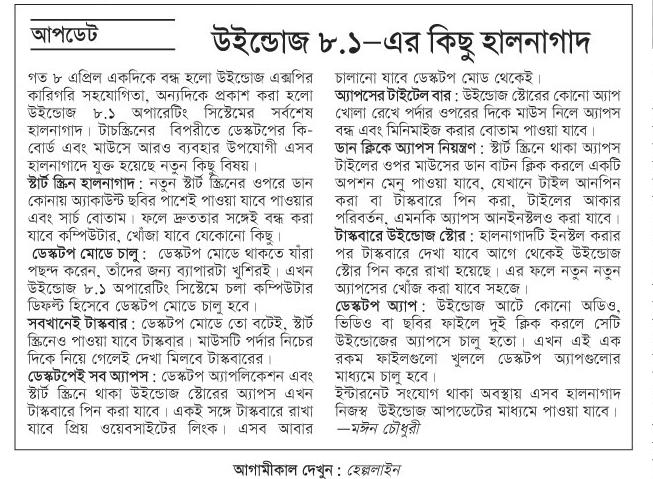 আপডেট
উইন্ডোজ ৮.১–এর কিছু হালনাগাদ
গত ৮ এপ্রিল একদিকে বন্ধ হলো উইন্ডোজ এক্সপির
কারিগরি সহযোগিতা, অন্যদিকে প্রকাশ করা হলো
উইন্ডোজ ৮.১ অপারেটিং সিস্টেমের সর্বশেষ
হালনাগাদ। টাচস্ক্রিনের বিপরীতে ডেস্কটপের কি-
বোর্ড এবং মাউসে আরও ব্যবহার উপযোগী এসব
হালনাগাদে যুক্ত হয়েছে নতুন কিছু বিষয়।
স্টার্ট স্ক্রিন হালনাগাদ : নতুন স্টার্ট স্ক্রিনের ওপরে ডান
কোনায় অ্যাকাউন্ট ছবির পাশেই পাওয়া যাবে পাওয়ার
এবং সার্চ বোতাম। ফলে দ্রুততার সঙ্গেই বন্ধ করা
যাবে কম্পিউটার, খোঁজা যাবে যেকোনো কিছু।
ডেস্কটপ মোডে চালু : ডেস্কটপ মোডে থাকতে যাঁরা
পছন্দ করেন, তাঁদের জন্য ব্যাপারটা খুশিরই। এখন
উইন্ডোজ ৮.১ অপারেটিং সিস্টেমে চলা কম্পিউটার
ডিফল্ট হিসেবে ডেস্কটপ মোডে চালু হবে।
সবখানেই টাস্কবার : ডেস্কটপ মোডে তো বটেই, স্টার্ট
স্ক্রিনেও পাওয়া যাবে টাস্কবার। মাউসটি পর্দার নিচের
দিকে নিয়ে গেলেই দেখা মিলবে টাস্কবারের।
ডেস্কটপেই সব অ্যাপস : ডেস্কটপ অ্যাপলিকেশন এবং
স্টার্ট স্ক্রিনে থাকা উইন্ডোজ স্টোরের অ্যাপস এখন
টাস্কবারে পিন করা যাবে। একই সঙ্গে টাস্কবারে রাখা
যাবে প্রিয় ওয়েবসাইটের লিংক। এসব আবার
চালানো যাবে ডেস্কটপ মোড থেকেই।
অ্যাপসের টাইটেল বার : উইন্ডোজ স্টোরের কোনো অ্যাপ
খোলা রেখে পর্দার ওপরের দিকে মাউস নিলে অ্যাপস
বন্ধ এবং মিনিমাইজ করার বোতাম পাওয়া যাবে।
ডান ক্লিকে অ্যাপস নিয়ন্ত্রণ : স্টার্ট স্ক্রিনে থাকা অ্যাপস
টাইলের ওপর মাউসের ডান বাটন ক্লিক করলে একটি
অপশন মেনু পাওয়া যাবে, যেখানে টাইল আনপিন
করা বা টাস্কবারে পিন করা, টাইলের আকার
পরিবর্তন, এমনকি অ্যাপস আনইনস্টলও করা যাবে।
টাস্কবারে উইন্ডোজ স্টোর : হালনাগাদটি ইনস্টল করার
পর টাস্কবারে দেখা যাবে আগে থেকেই উইন্ডোজ
স্টোর পিন করে রাখা হয়েছে। এর ফলে নতুন নতুন
অ্যাপসের খোঁজ করা যাবে সহজে।
ডেস্কটপ অ্যাপ : উইন্ডোজ আটে কোনো অডিও,
ভিডিও বা ছবির ফাইলে দুই ক্লিক করলে সেটি
উইন্ডোজের অ্যাপসে চালু হতো। এখন এই এক
রকম ফাইলগুলো খুললে ডেস্কটপ অ্যাপগুলোর
মাধ্যমে চালু হবে।
ইন্টারনেট সংযোগ থাকা অবস্থায় এসব হালনাগাদ
নিজস্ব উইন্ডোজ আপডেটের মাধ্যমে পাওয়া যাবে।
—মঈন চৌধুরী
আগামীকাল দেখুন : হেল্পলাইন